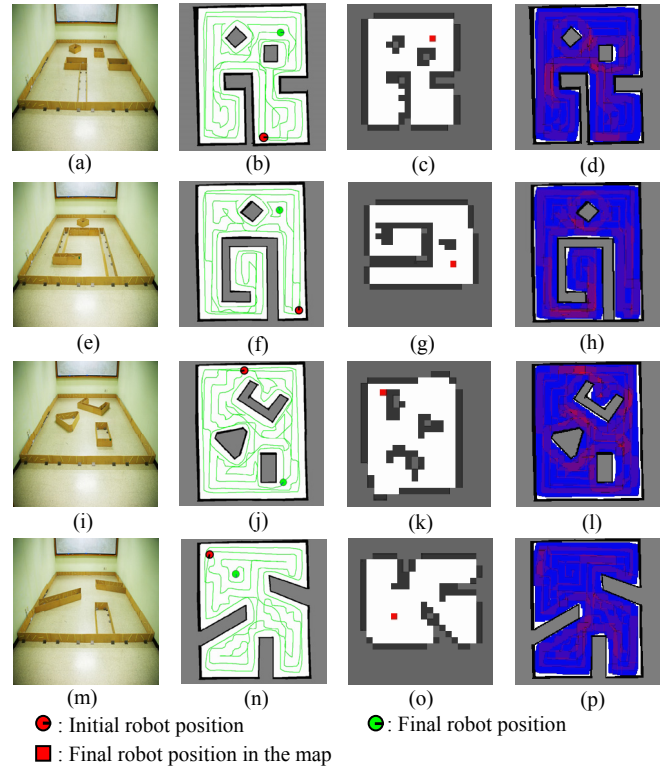 (a) (b) (c) (d)
(e) (f) (g) (h)
(i) (j) (k) (l)
(m) (n) (o) (p)
: Initial robot position : Final robot position
: Final robot position in the map